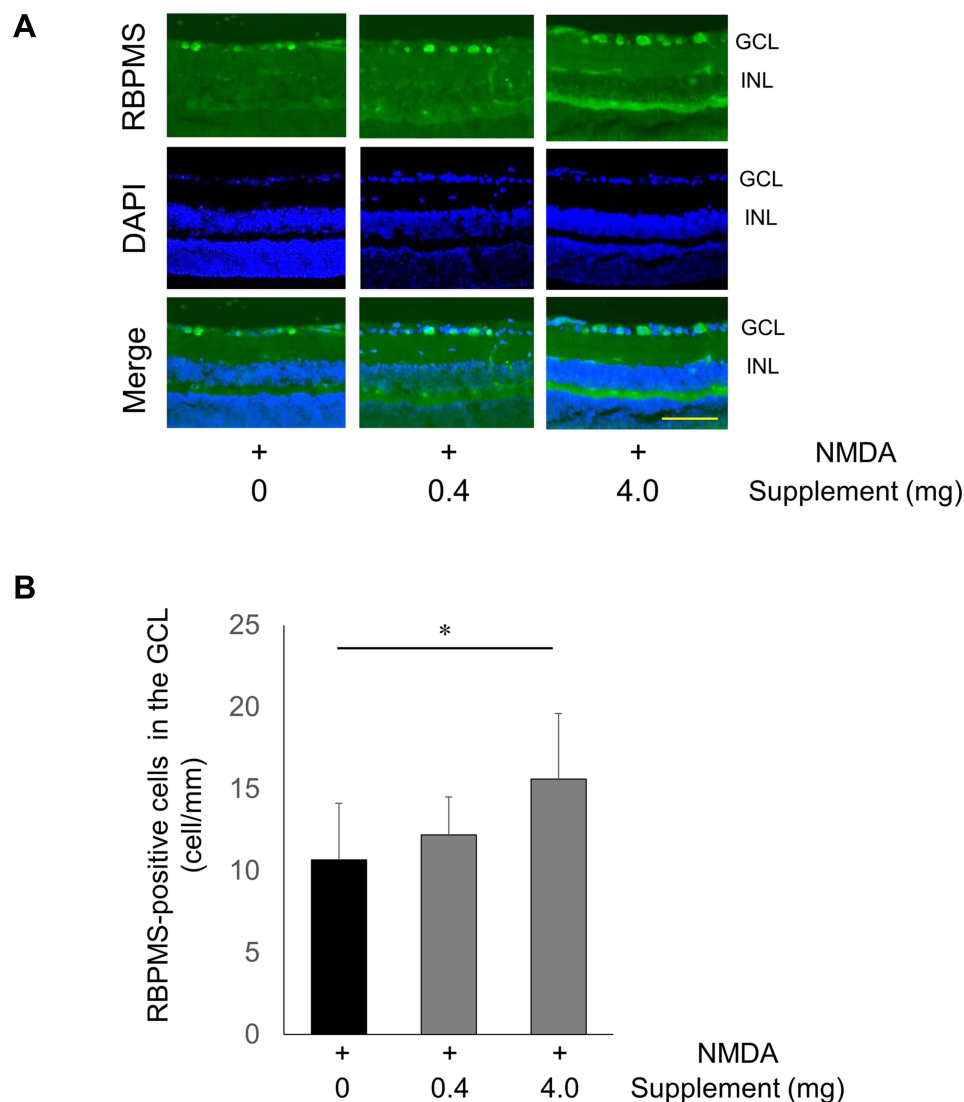 A
RBPMS
GCL
INL
DAPI
GCL
INL
Merge
GCL
INL
+ + + NMDA
0 0.4 4.0 Supplement (mg)
B
RBPMS-positive cells in the GCL
(cell/mm)
25
20
15
10
5
0
*
+ + + NMDA
0 0.4 4.0 Supplement (mg)